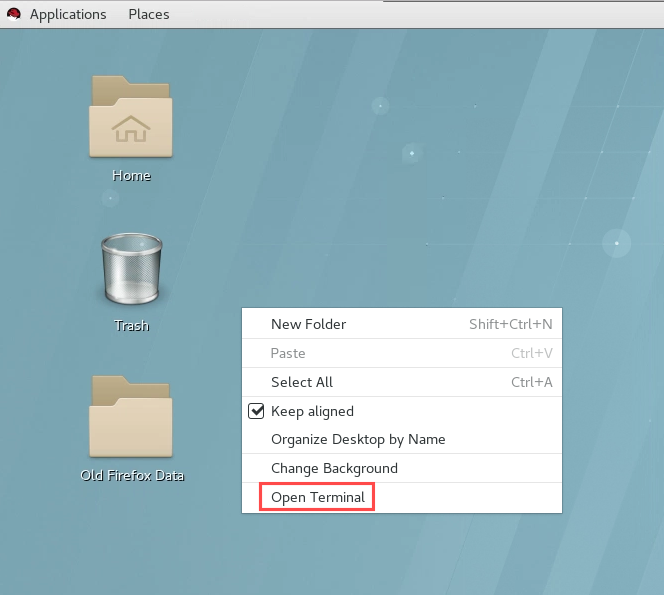 Applications Places
Home
Trash
Old Firefox Data
New Folder Shift+Ctrl+N
Paste Ctrl+V
Select All Ctrl+A
Keep aligned
Organize Desktop by Name
Change Background
Open Terminal